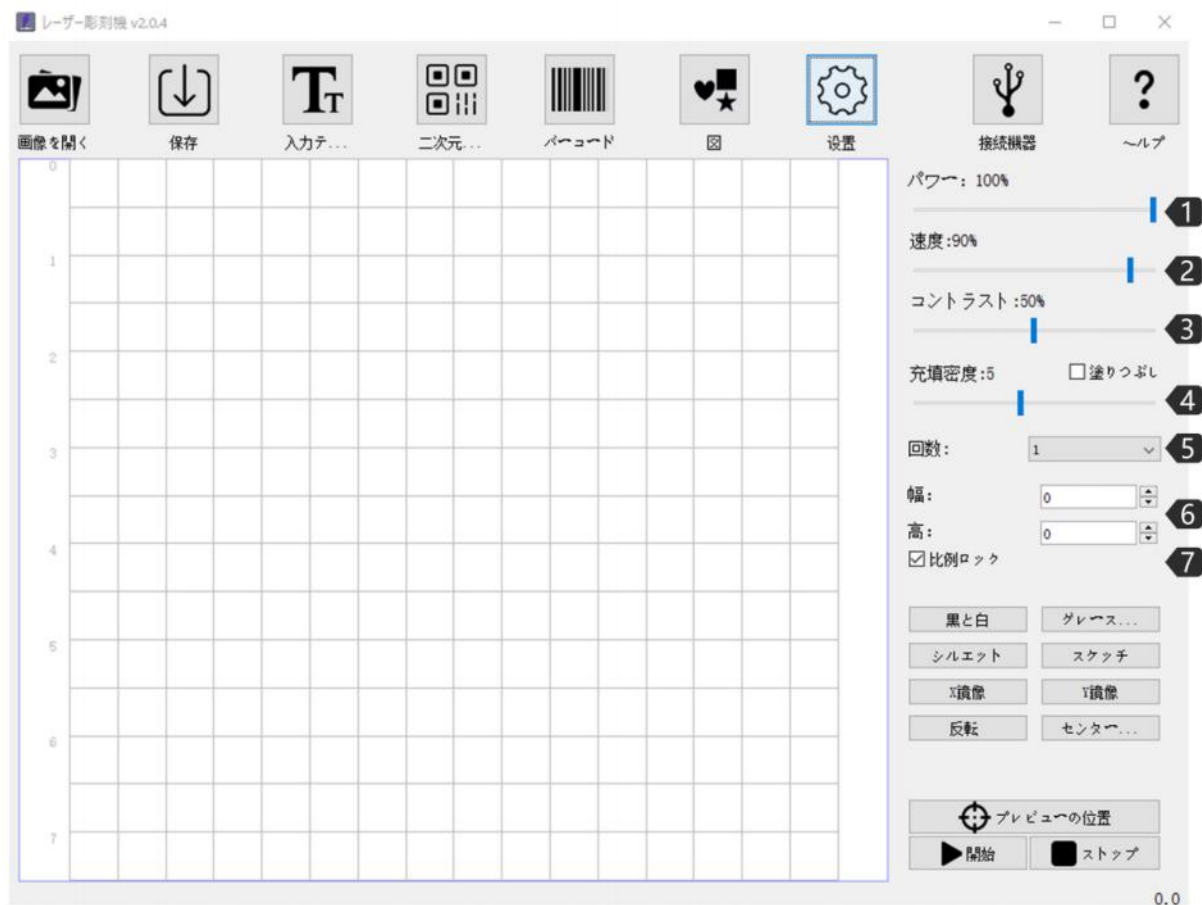 レーザー彫刻機 v2.0.4
画像を開く 保存 入力テ... 二次元... バーコード 図 设置 接続機器 ヘルプ
0
1
2
3
4
5
6
7
パワー: 100%
1
速度:90%
2
コントラスト:50%
3
充填密度:5 塗りつぶし
4
回数: 1
5
幅: 0
6
高: 0
比例ロック
7
黒と白 グレース...
シルエット スケッチ
X鏡像 Y鏡像
反転 センター...
プレビューの位置
開始 ストップ
0.0